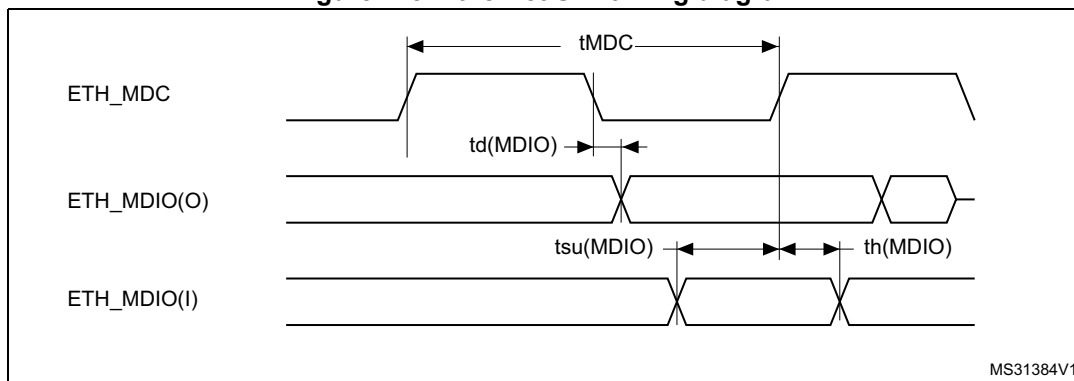 tMDC
ETH_MDC
td(MDIO)
ETH_MDIO(O)
tsu(MDIO)
th(MDIO)
ETH_MDIO(I)
MS31384V1